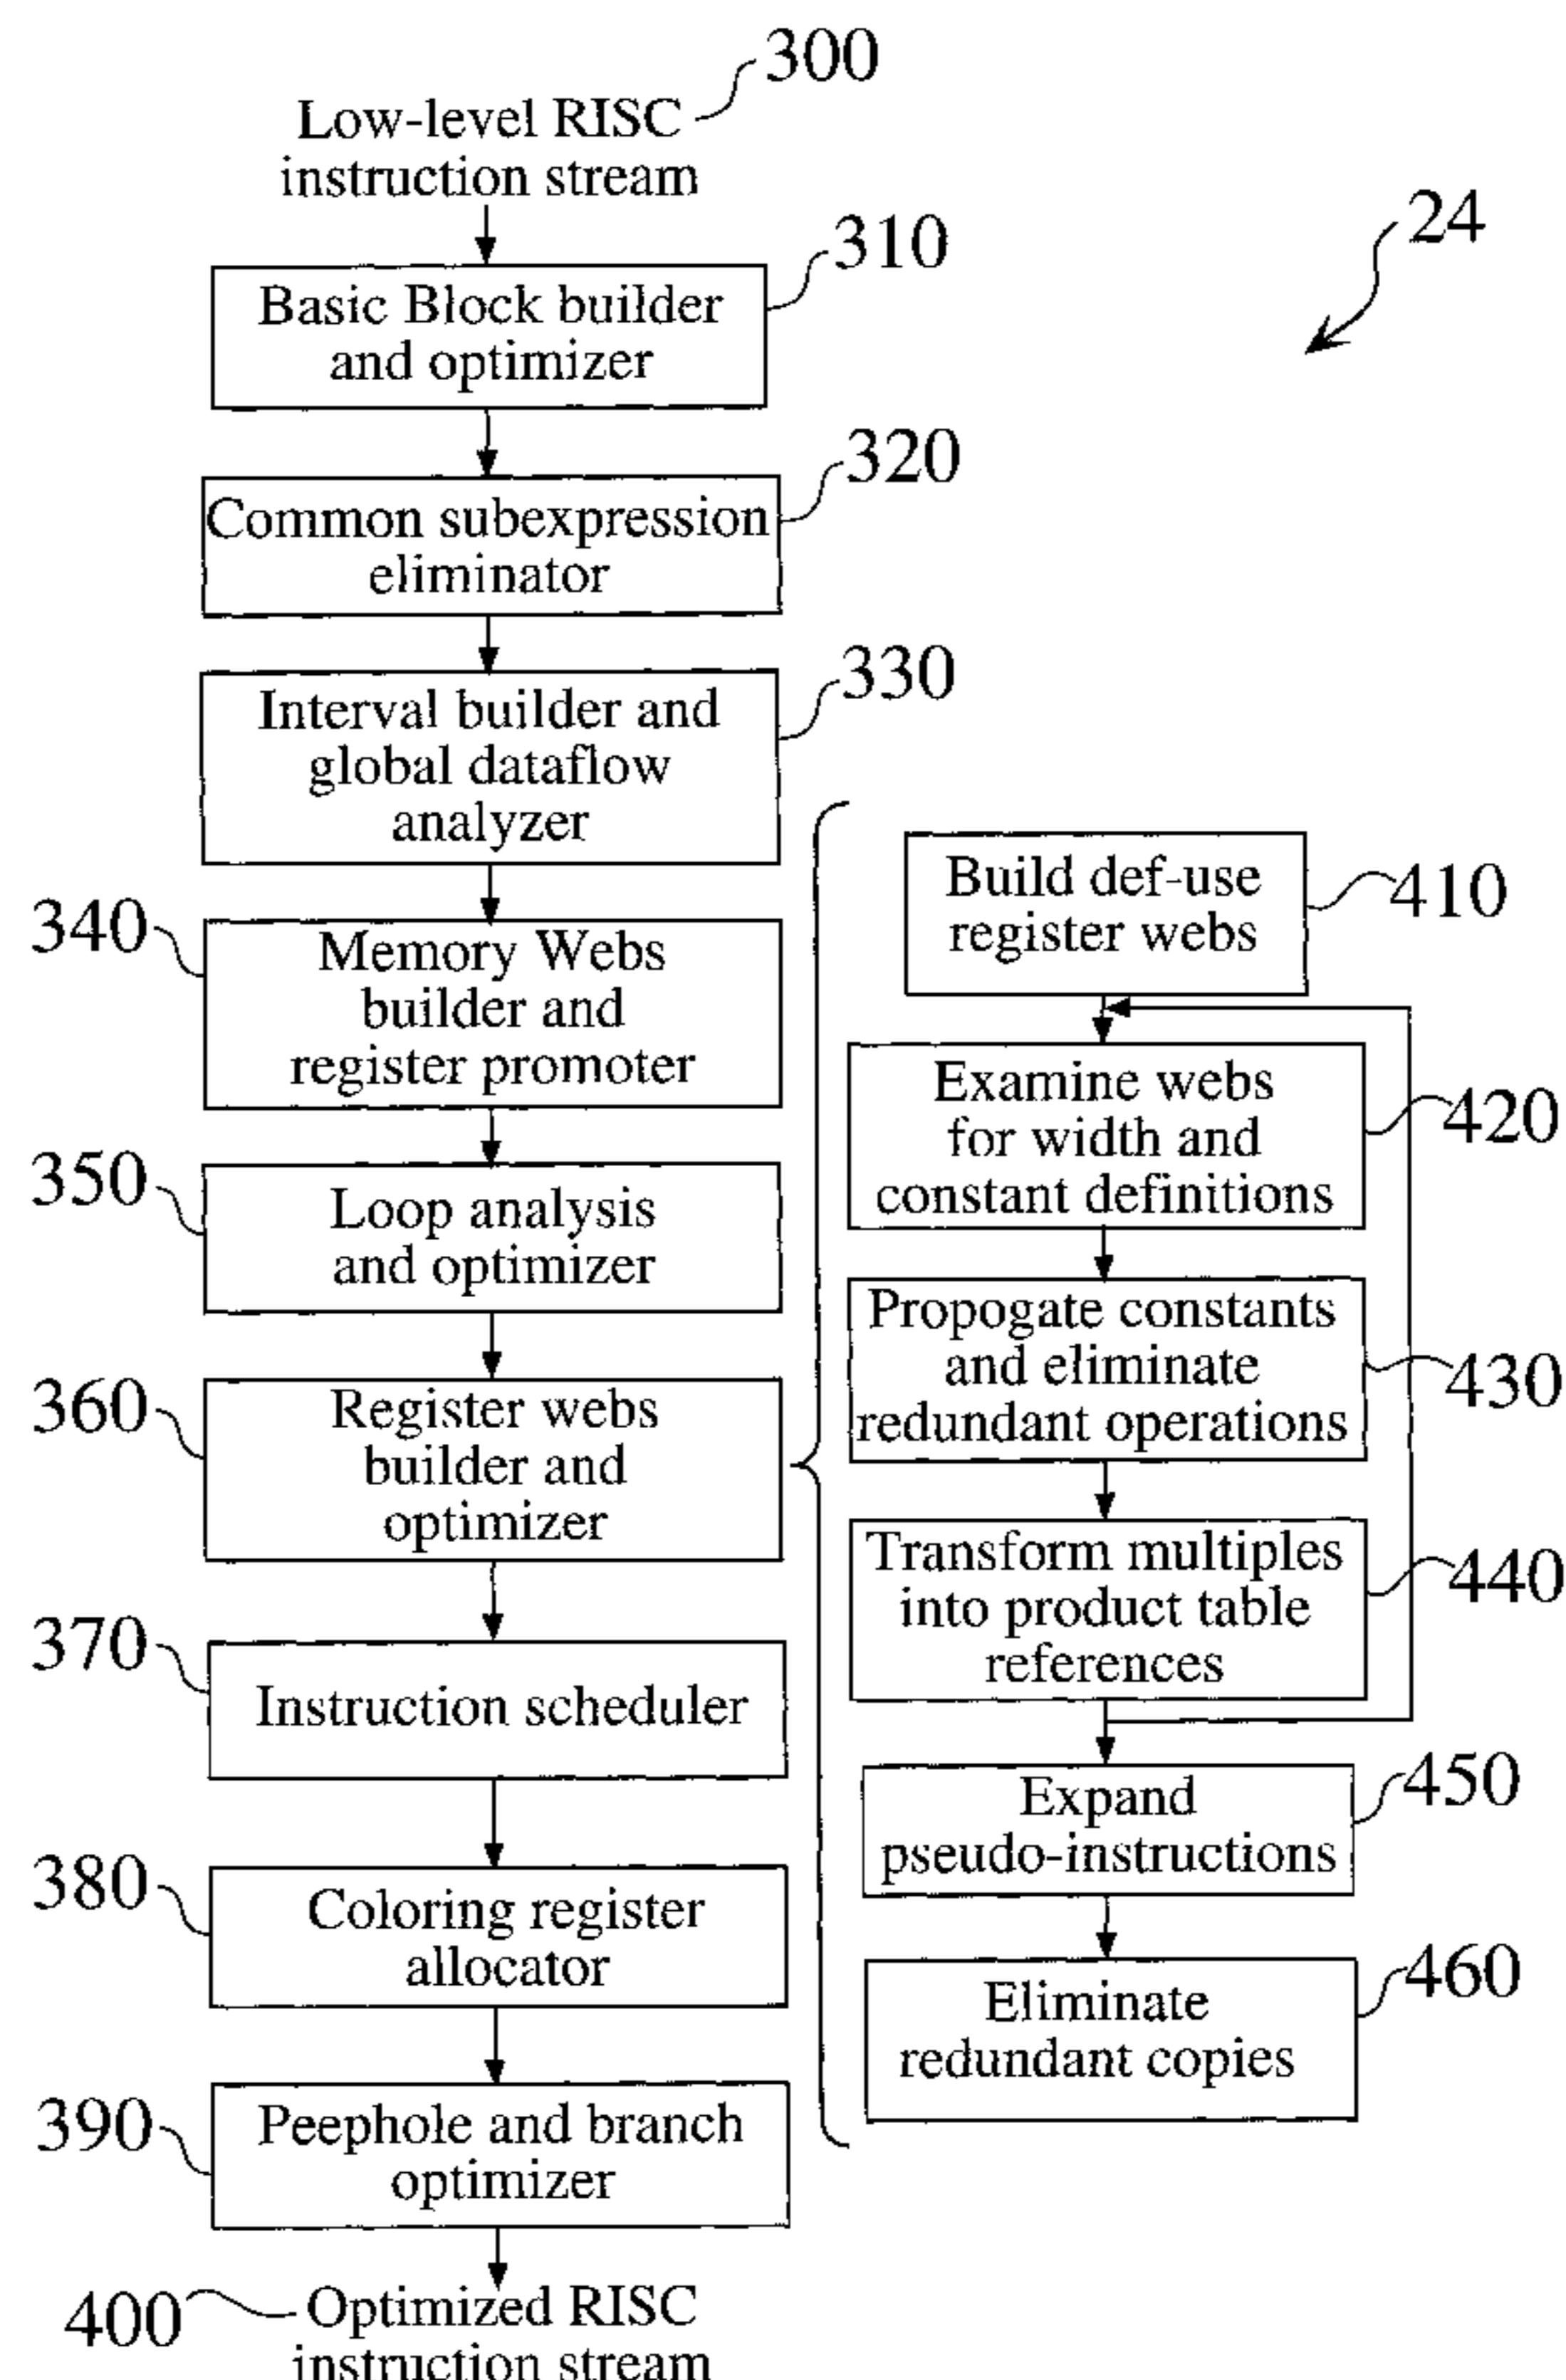 300
Low-level RISC
instruction stream
24
310
Basic Block builder
and optimizer
320
Common subexpression
eliminator
330
Interval builder and
global dataflow
analyzer
340
Memory Webs
builder and
register promoter
350
Loop analysis
and optimizer
360
Register webs
builder and
optimizer
370
Instruction scheduler
380
Coloring register
allocator
390
Peephole and branch
optimizer
400
Optimized RISC
instruction stream
Build def-use
register webs
410
Examine webs
for width and
constant definitions
420
Propogate constants
and eliminate
redundant operations
430
Transform multiples
into product table
references
440
Expand
pseudo-instructions
450
Eliminate
redundant copies
460